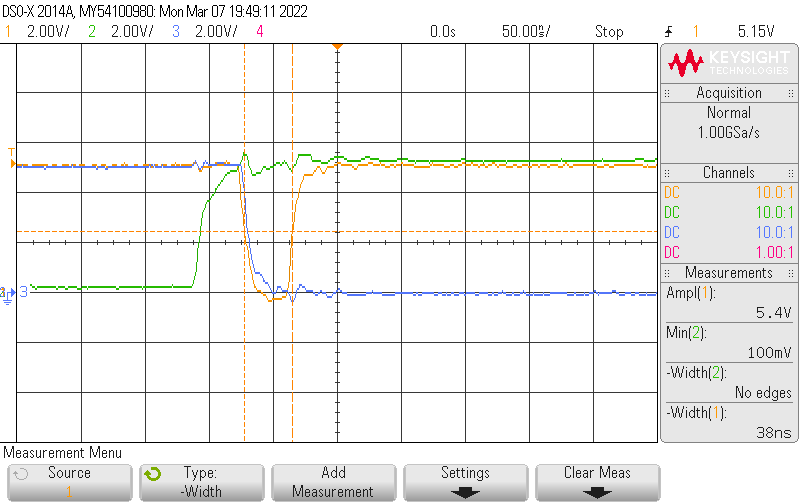 DSO-X 2014A, MY54100980: Mon Mar 07 19:49:11 2022
1 2.00V/ 2 2.00V/ 3 2.00V/ 4 0.0s 50.00ns/ Stop 1 5.15V
KEYSIGHT
TECHNOLOGIES
Acquisition
Normal
1.00GSa/s
Channels
DC 10.0:1
DC 10.0:1
DC 10.0:1
DC 1.00:1
Measurements
Ampl(1):
5.4V
Min(2):
100mV
-Width(2):
No edges
-Width(1):
38ns
T
3
Measurement Menu
Source
1
Type:
-Width
Add
Measurement
Settings
Clear Meas